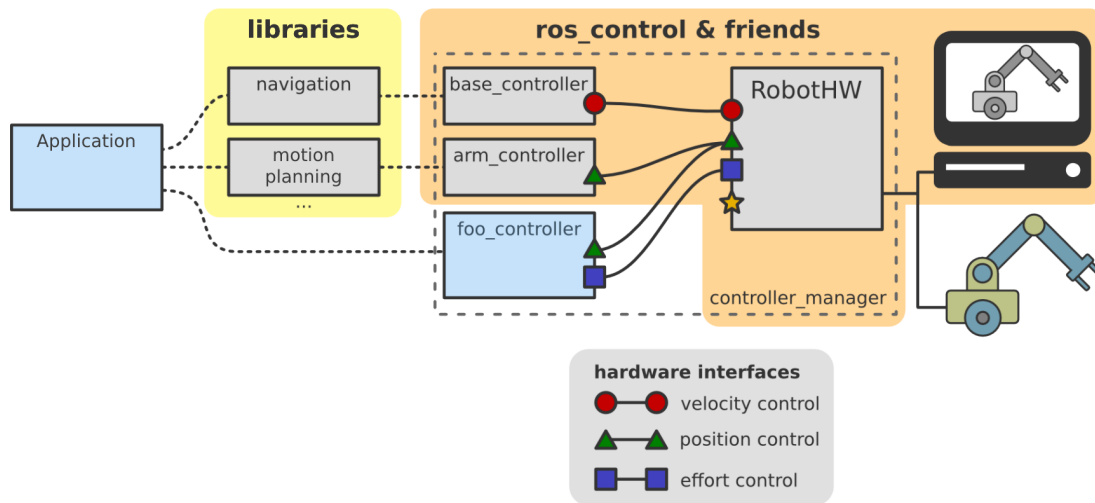 libraries
ros_control & friends
navigation
base_controller
RobotHW
Application
motion
planning
...
arm_controller
foo_controller
controller_manager
hardware interfaces
velocity control
position control
effort control